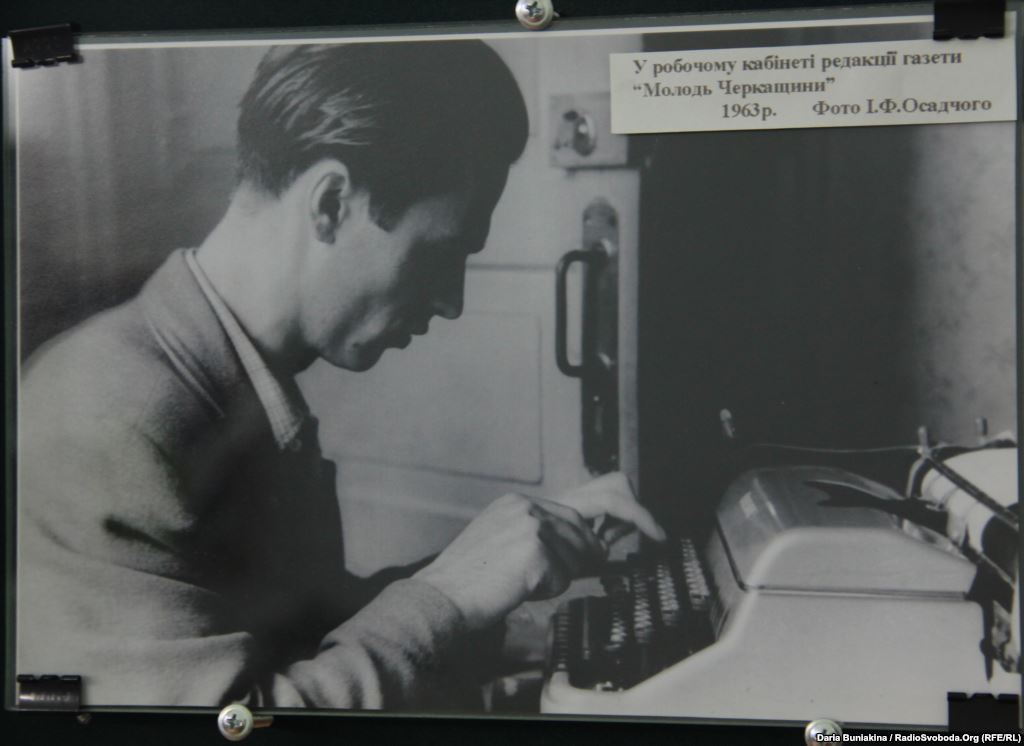 У робочому кабінеті редакції газети
“Молодь Черкащини”
1963р. Фото І.Ф.Осадчого
Daria Buniakina / RadioSvoboda.Org (RFE/RL)